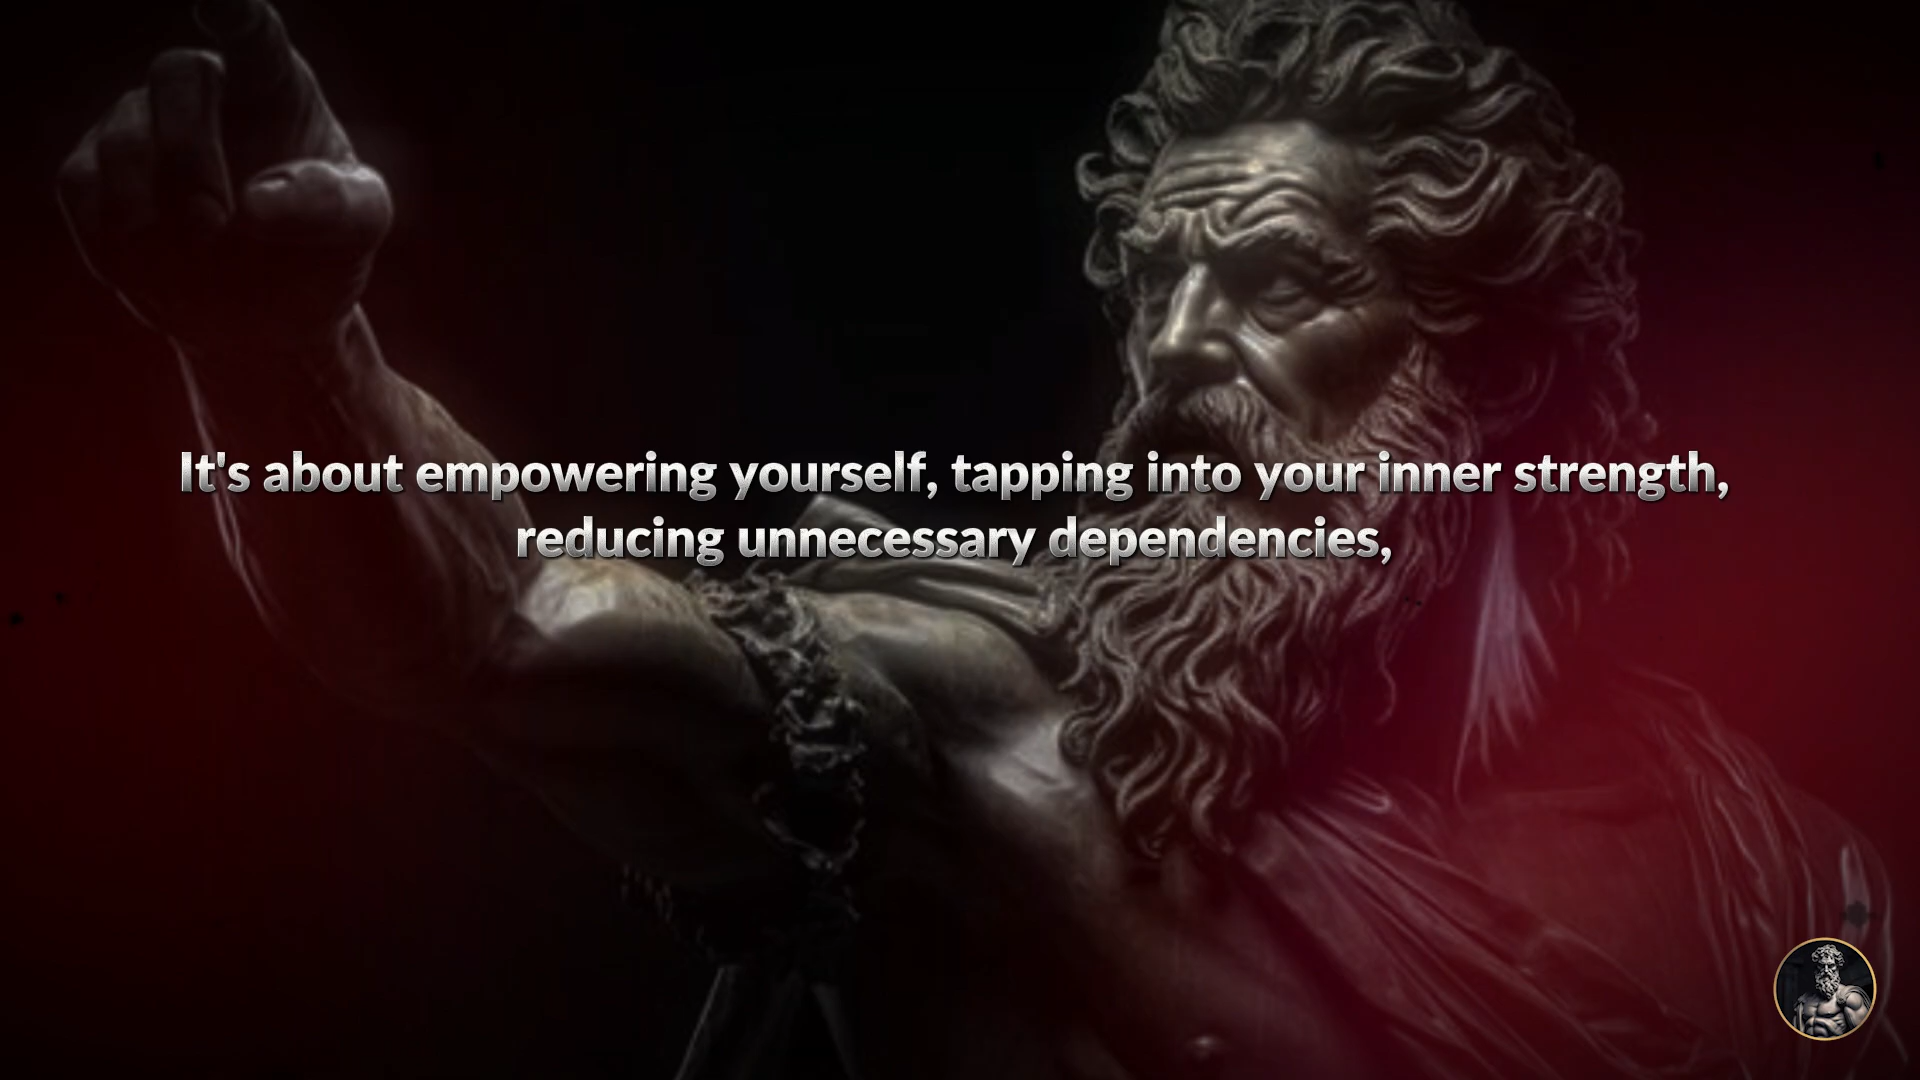 It's about empowering yourself, tapping into your inner strength,
reducing unnecessary dependencies,